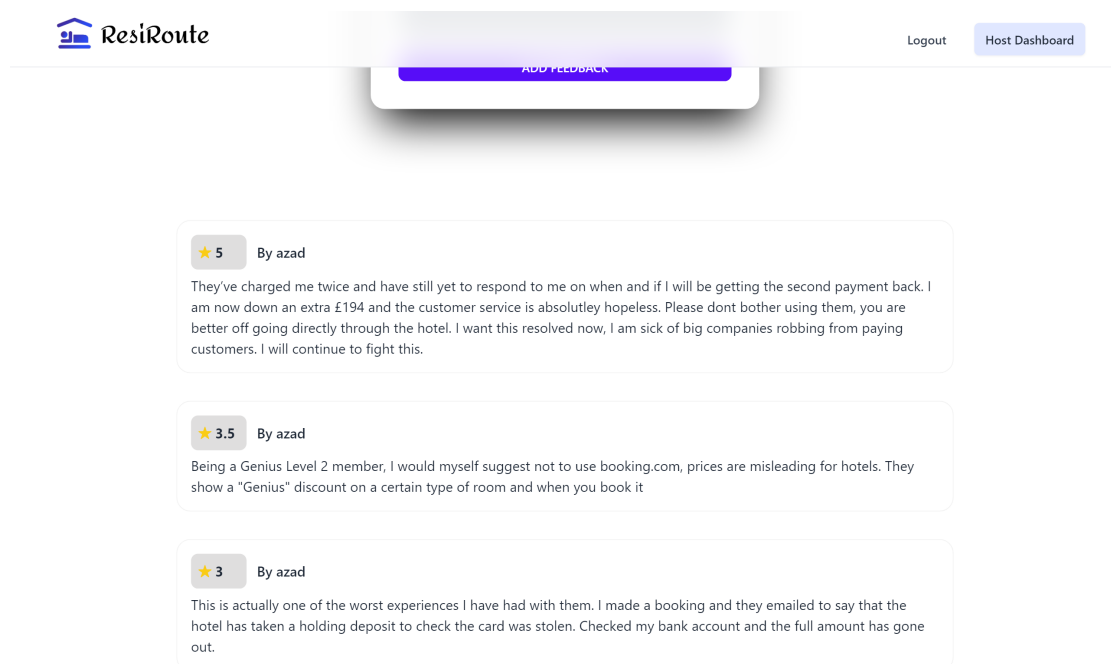 ResiRoute
Logout
Host Dashboard
ADD FEEDBACK
5
By azad
They’ve charged me twice and have still yet to respond to me on when and if I will be getting the second payment back. I
am now down an extra £194 and the customer service is absolutley hopeless. Please dont bother using them, you are
better off going directly through the hotel. I want this resolved now, I am sick of big companies robbing from paying
customers. I will continue to fight this.
3.5
By azad
Being a Genius Level 2 member, I would myself suggest not to use booking.com, prices are misleading for hotels. They
show a "Genius" discount on a certain type of room and when you book it
3
By azad
This is actually one of the worst experiences I have had with them. I made a booking and they emailed to say that the
hotel has taken a holding deposit to check the card was stolen. Checked my bank account and the full amount has gone
out.